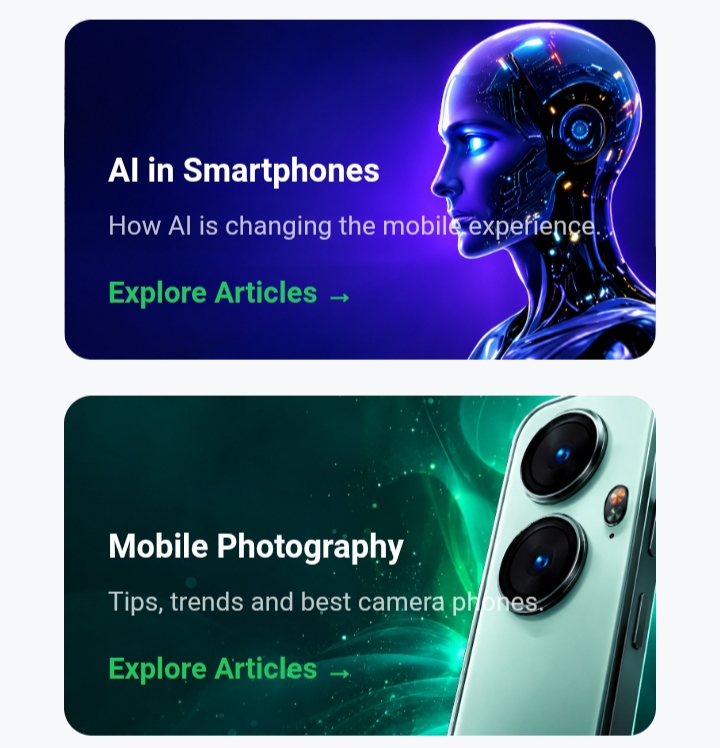 AI in Smartphones
How AI is changing the mobile experience.
Explore Articles →
Mobile Photography
Tips, trends and best camera phones.
Explore Articles →